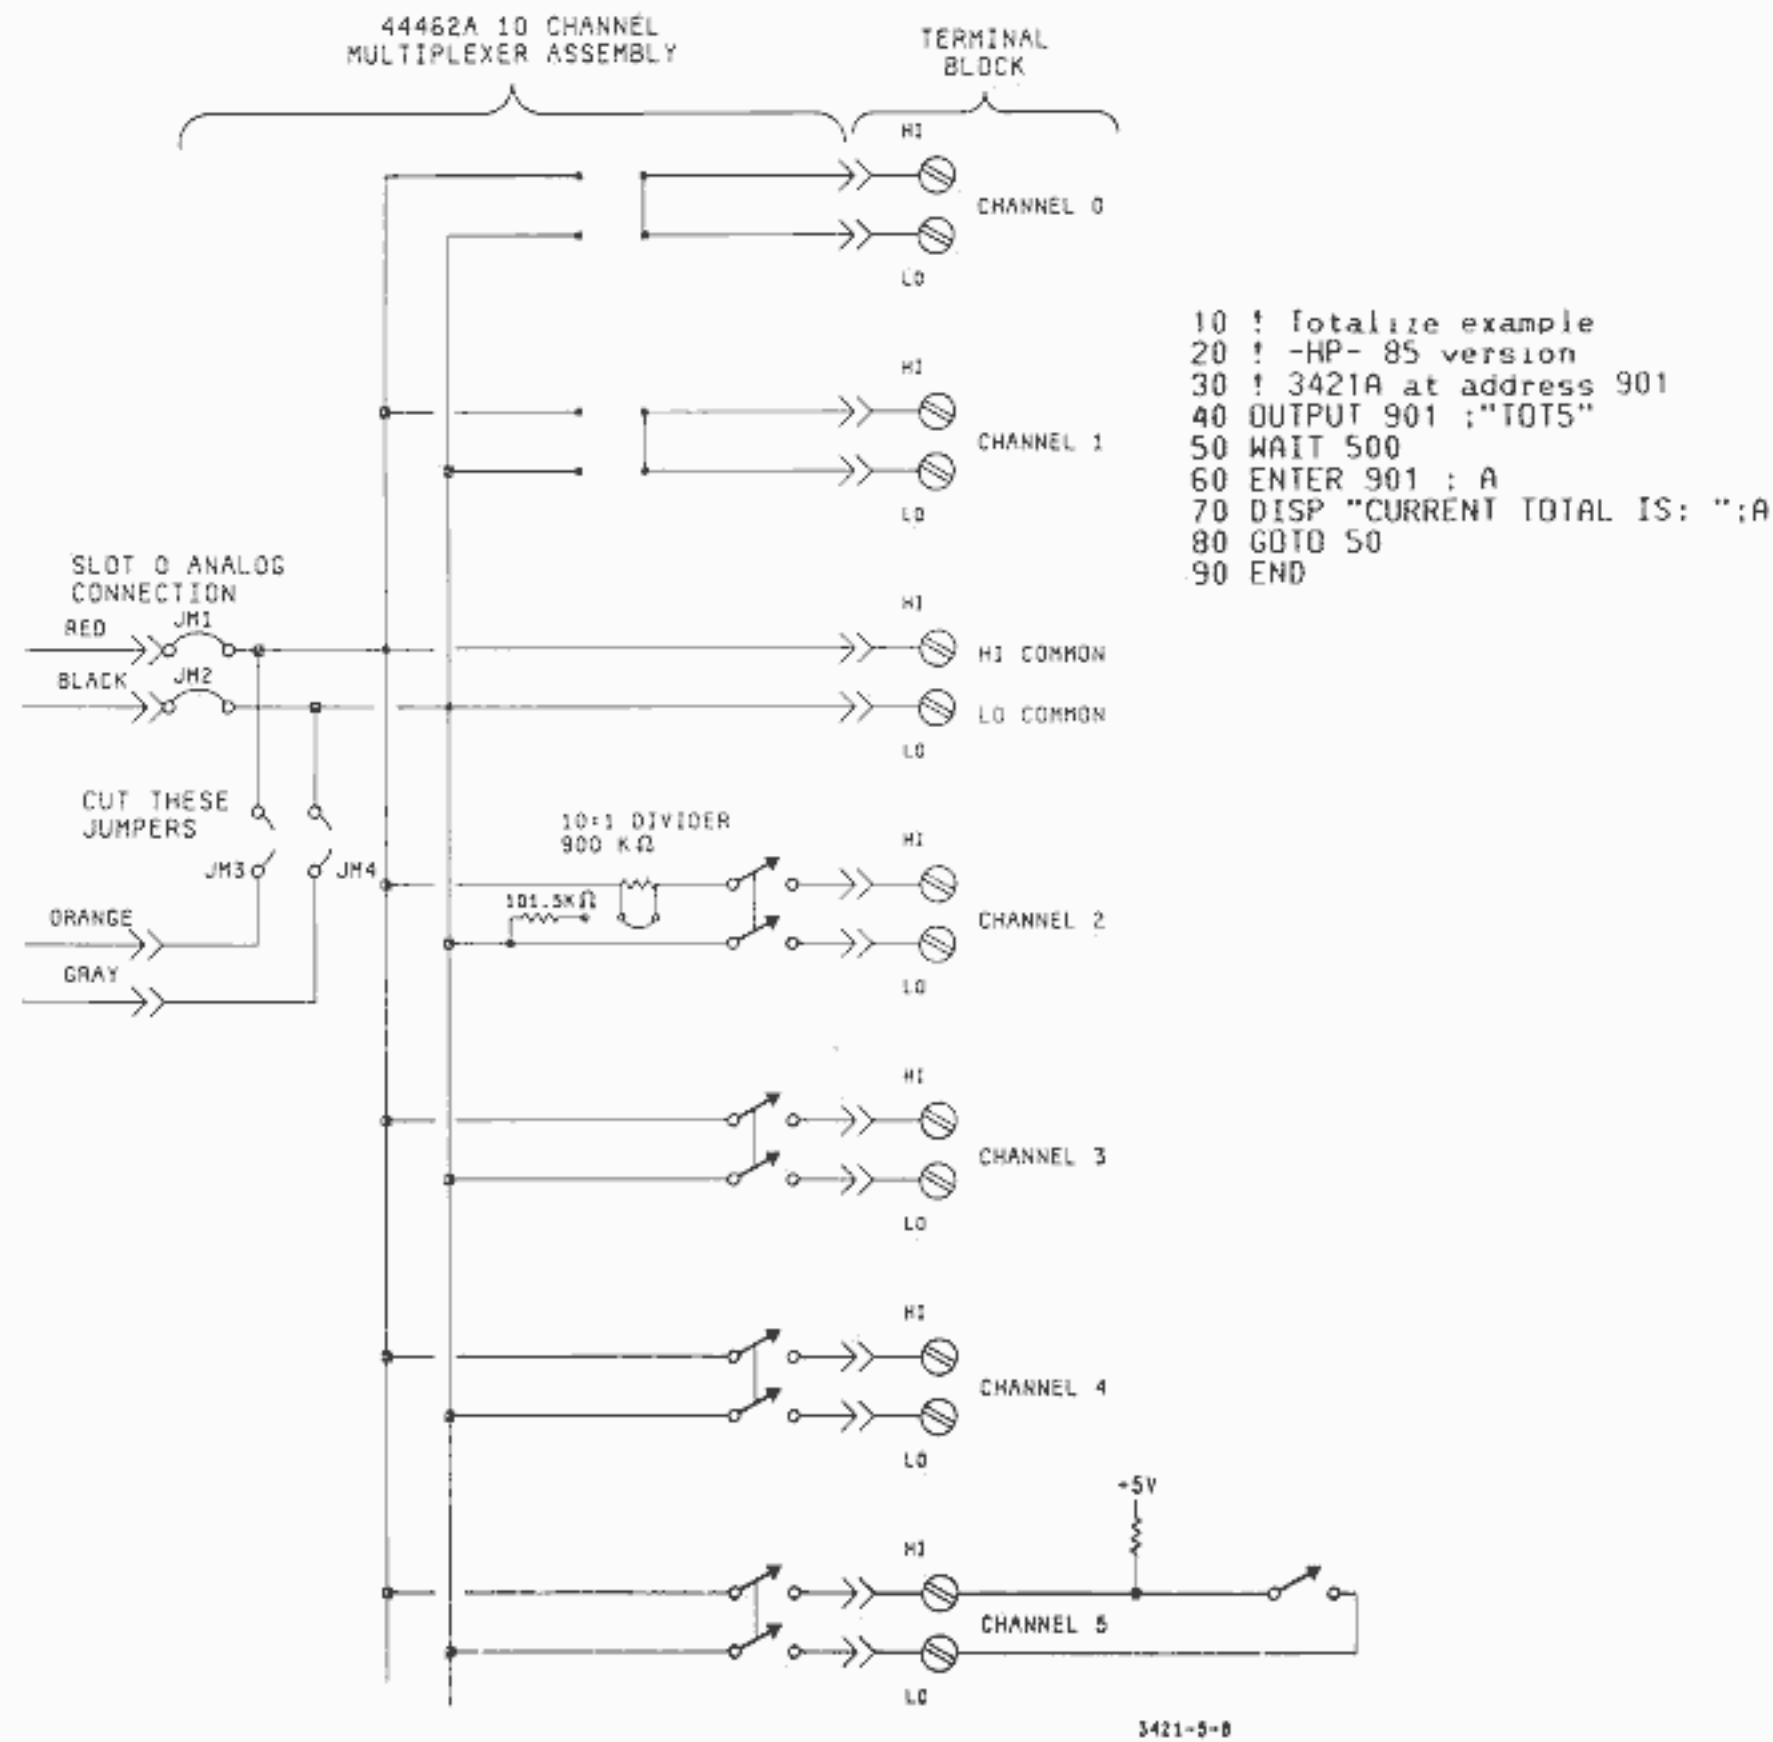 44462A 10 CHANNEL
MULTIPLEXER ASSEMBLY
TERMINAL
BLOCK
HI
CHANNEL 0
LO
HI
CHANNEL 1
LO
10 ! Totalize example
20 ! -HP- 85 version
30 ! 3421A at address 901
40 OUTPUT 901 ;"TOT5"
50 WAIT 500
60 ENTER 901 ; A
70 DISP "CURRENT TOTAL IS: ";A
80 GOTO 50
90 END
SLOT 0 ANALOG
CONNECTION
RED
JM1
BLACK
JM2
HI
HI COMMON
LO COMMON
LO
CUT THESE
JUMPERS
JM3
JM4
ORANGE
GRAY
10:1 DIVIDER
900 KΩ
101.5KΩ
HI
CHANNEL 2
LO
HI
CHANNEL 3
LO
HI
CHANNEL 4
LO
+5V
HI
CHANNEL 5
LO
3421-5-8